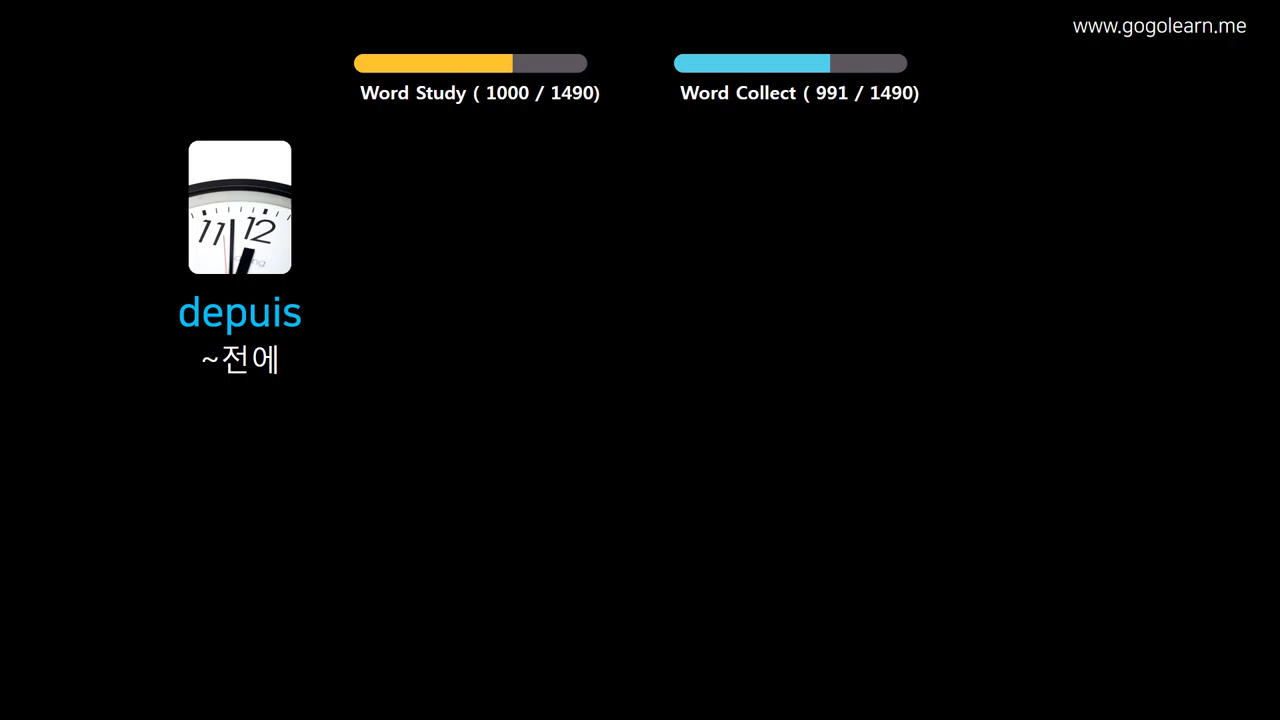 www.gogolearn.me
Word Study ( 1000 / 1490)
Word Collect ( 991 / 1490)
11 12
depuis
~전에